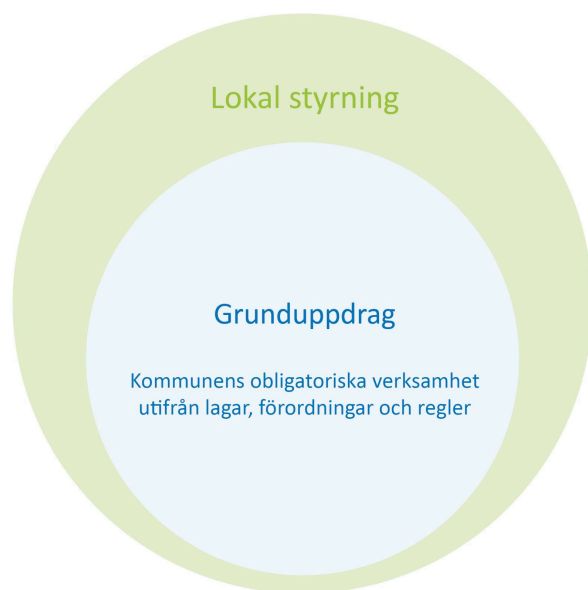 Lokal styrning
Grunduppdrag
Kommunens obligatoriska verksamhet
utifrån lagar, förordningar och regler